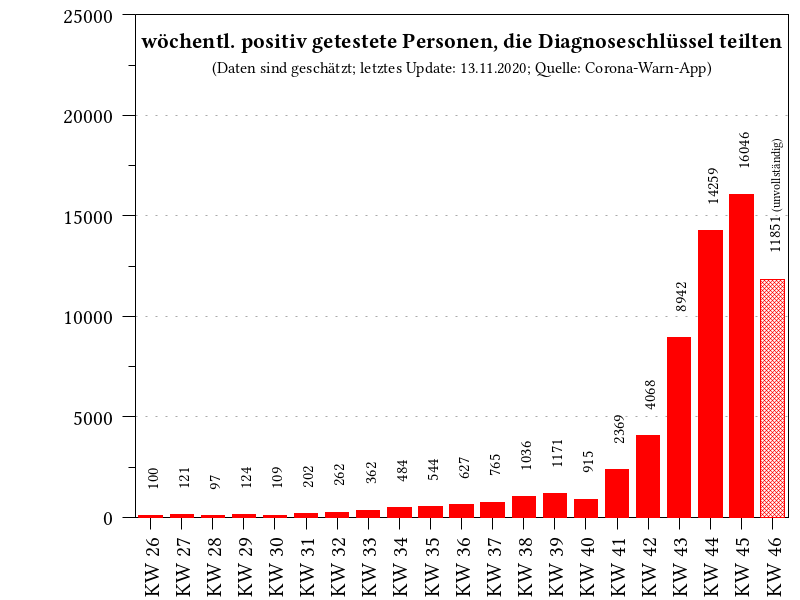 wöchentl. positiv getestete Personen, die Diagnoseschlüssel teilten
(Daten sind geschätzt; letztes Update: 13.11.2020; Quelle: Corona-Warn-App)
25000
20000
15000
10000
5000
0
100
121
97
124
109
202
262
362
484
544
627
765
1036
1171
915
2369
4068
8942
14259
16046
11851 (unvollständig)
KW 26
KW 27
KW 28
KW 29
KW 30
KW 31
KW 32
KW 33
KW 34
KW 35
KW 36
KW 37
KW 38
KW 39
KW 40
KW 41
KW 42
KW 43
KW 44
KW 45
KW 46